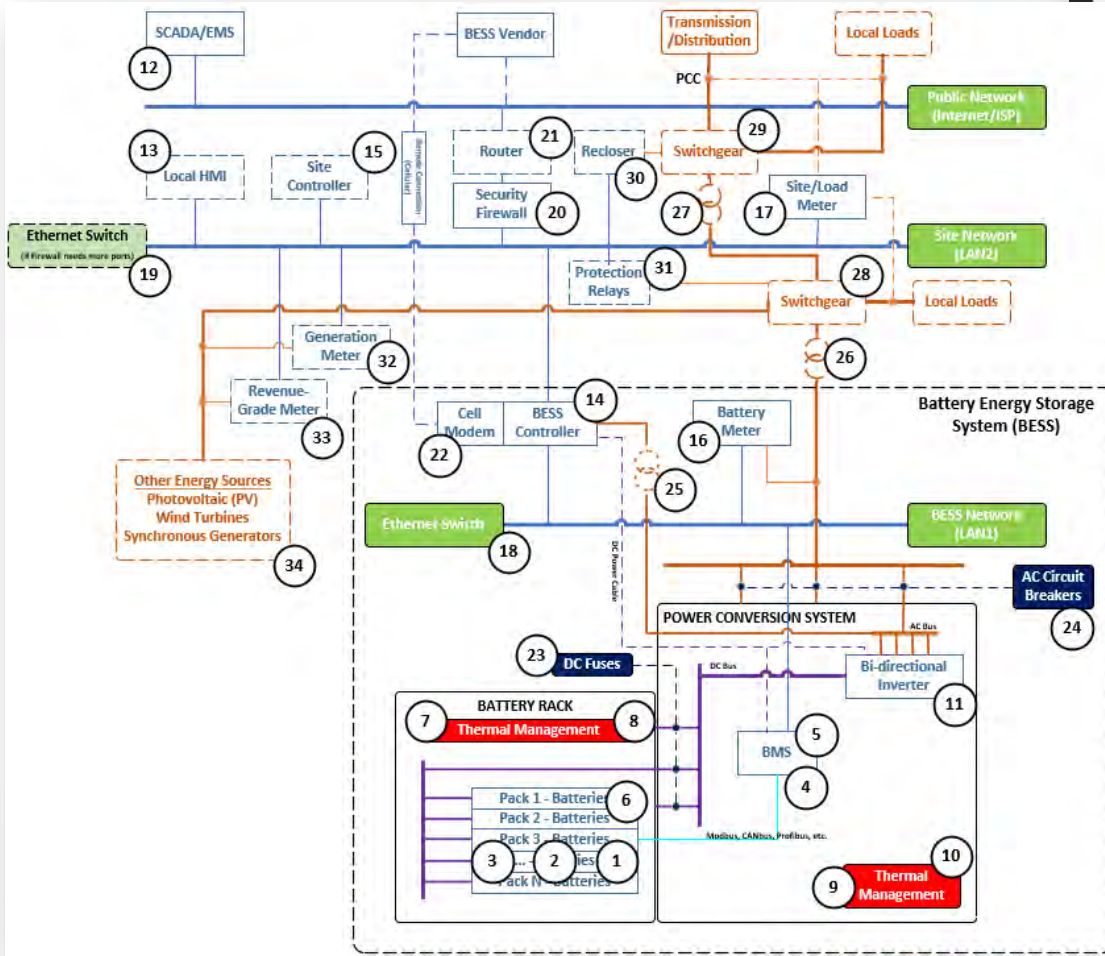 SCADA/EMS
12
BESS Vendor
Transmission
/Distribution
Local Loads
PCC
Public Network
(Internet/ISP)
13
Local HMI
15
Site
Controller
Remote Connection
(Cellular)
21
Router
Recloser
30
Switchgear
29
Security
Firewall
20
27
17
Site/Load
Meter
Ethernet Switch
(if Firewall needs more ports)
19
Site Network
(LAN2)
31
Protection
Relays
28
Switchgear
Local Loads
Generation
Meter
32
26
Revenue-
Grade Meter
33
14
Cell
Modem
22
BESS
Controller
Battery
Meter
16
Battery Energy Storage
System (BESS)
Other Energy Sources
Photovoltaic (PV)
Wind Turbines
Synchronous Generators
34
25
Ethernet Switch
18
BESS Network
(LAN1)
DC Power Cable
AC Circuit
Breakers
24
POWER CONVERSION SYSTEM
AC Bus
23
DC Fuses
DC Bus
Bi-directional
Inverter
11
BATTERY RACK
7
Thermal Management
8
5
BMS
4
Pack 1 - Batteries
6
Pack 2 - Batteries
Pack 3 - Batteries
3
2
1
Pack N - Batteries
Modbus, CANbus, Profibus, etc.
10
Thermal
Management
9